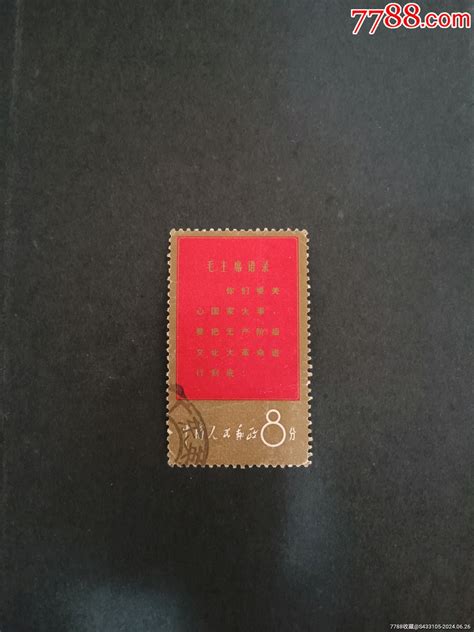 7788.com
毛主席语录
你们要关
心国家大事,
要把无产阶级
文化大革命进
行到底!
中国人民邮政8分
7788收藏@S433105-2024.06.26